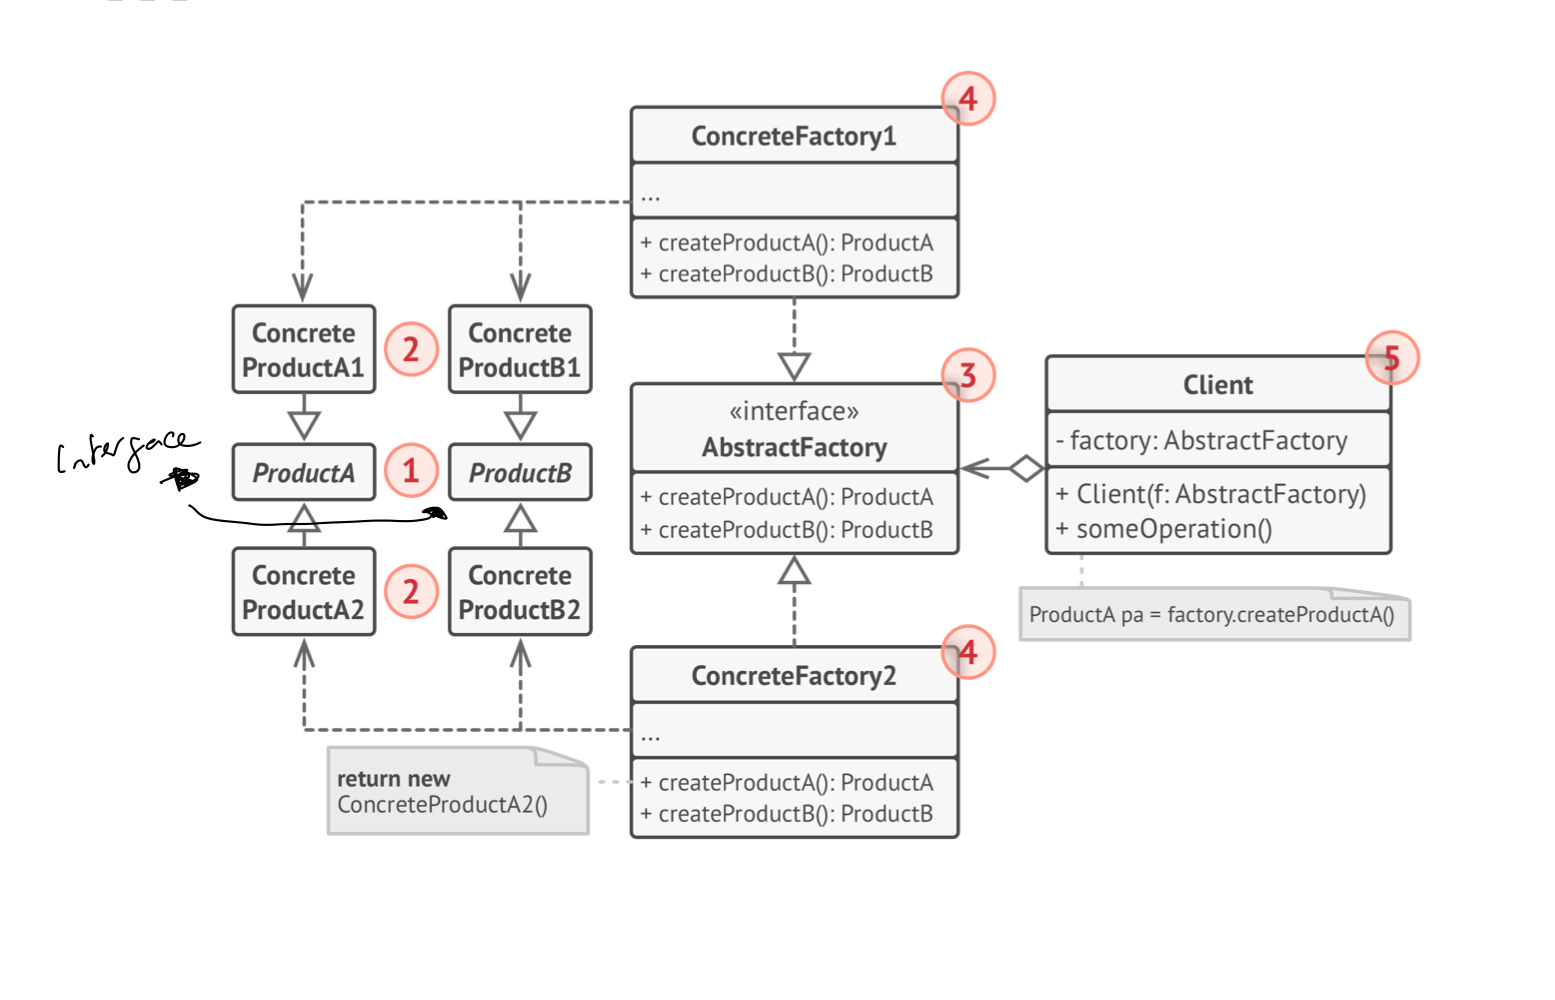 4
ConcreteFactory1
...
+ createProductA(): ProductA
+ createProductB(): ProductB
Concrete
ProductA1
2
Concrete
ProductB1
Interface
ProductA
1
ProductB
Concrete
ProductA2
2
Concrete
ProductB2
3
«interface»
AbstractFactory
+ createProductA(): ProductA
+ createProductB(): ProductB
5
Client
- factory: AbstractFactory
+ Client(f: AbstractFactory)
+ someOperation()
ProductA pa = factory.createProductA()
4
ConcreteFactory2
...
+ createProductA(): ProductA
+ createProductB(): ProductB
return new
ConcreteProductA2()